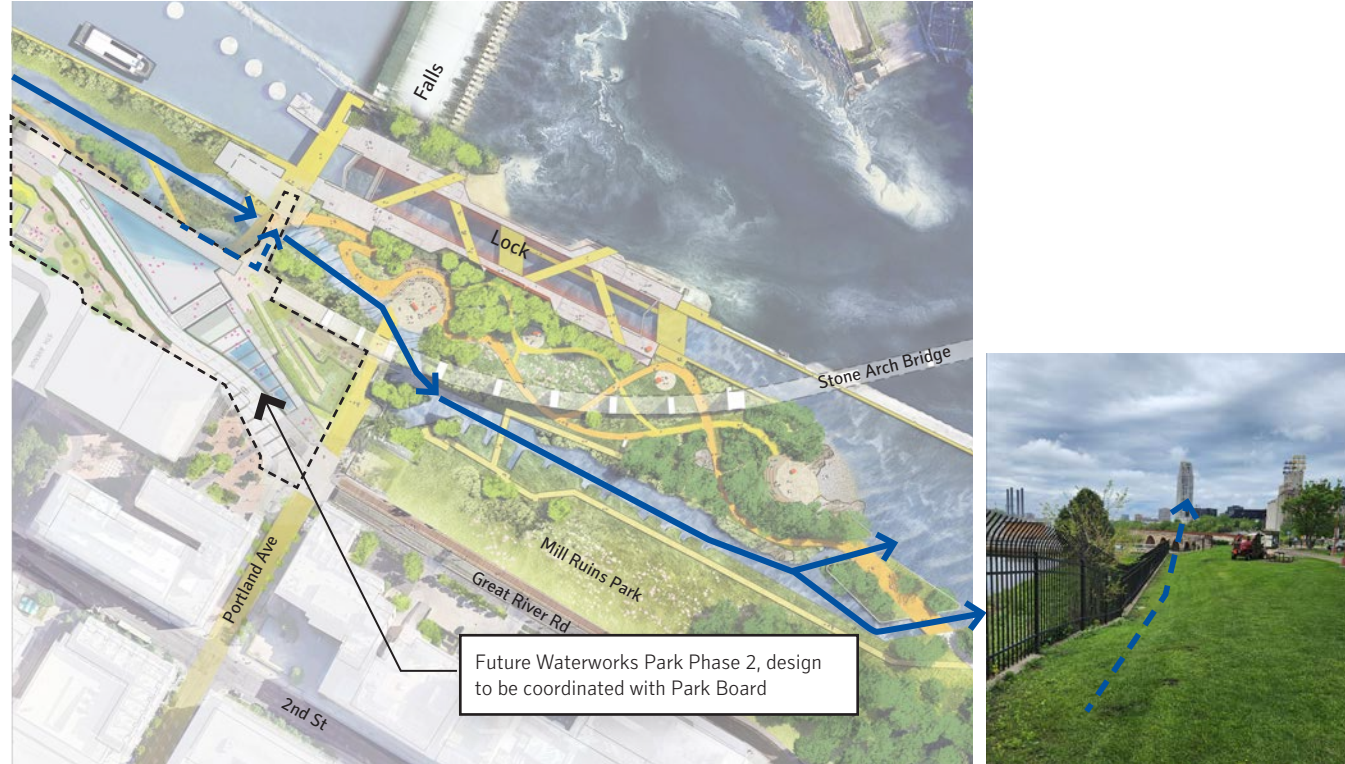 Falls
Lock
Stone Arch Bridge
Mill Ruins Park
Great River Rd
Portland Ave
2nd St
Future Waterworks Park Phase 2, design
to be coordinated with Park Board